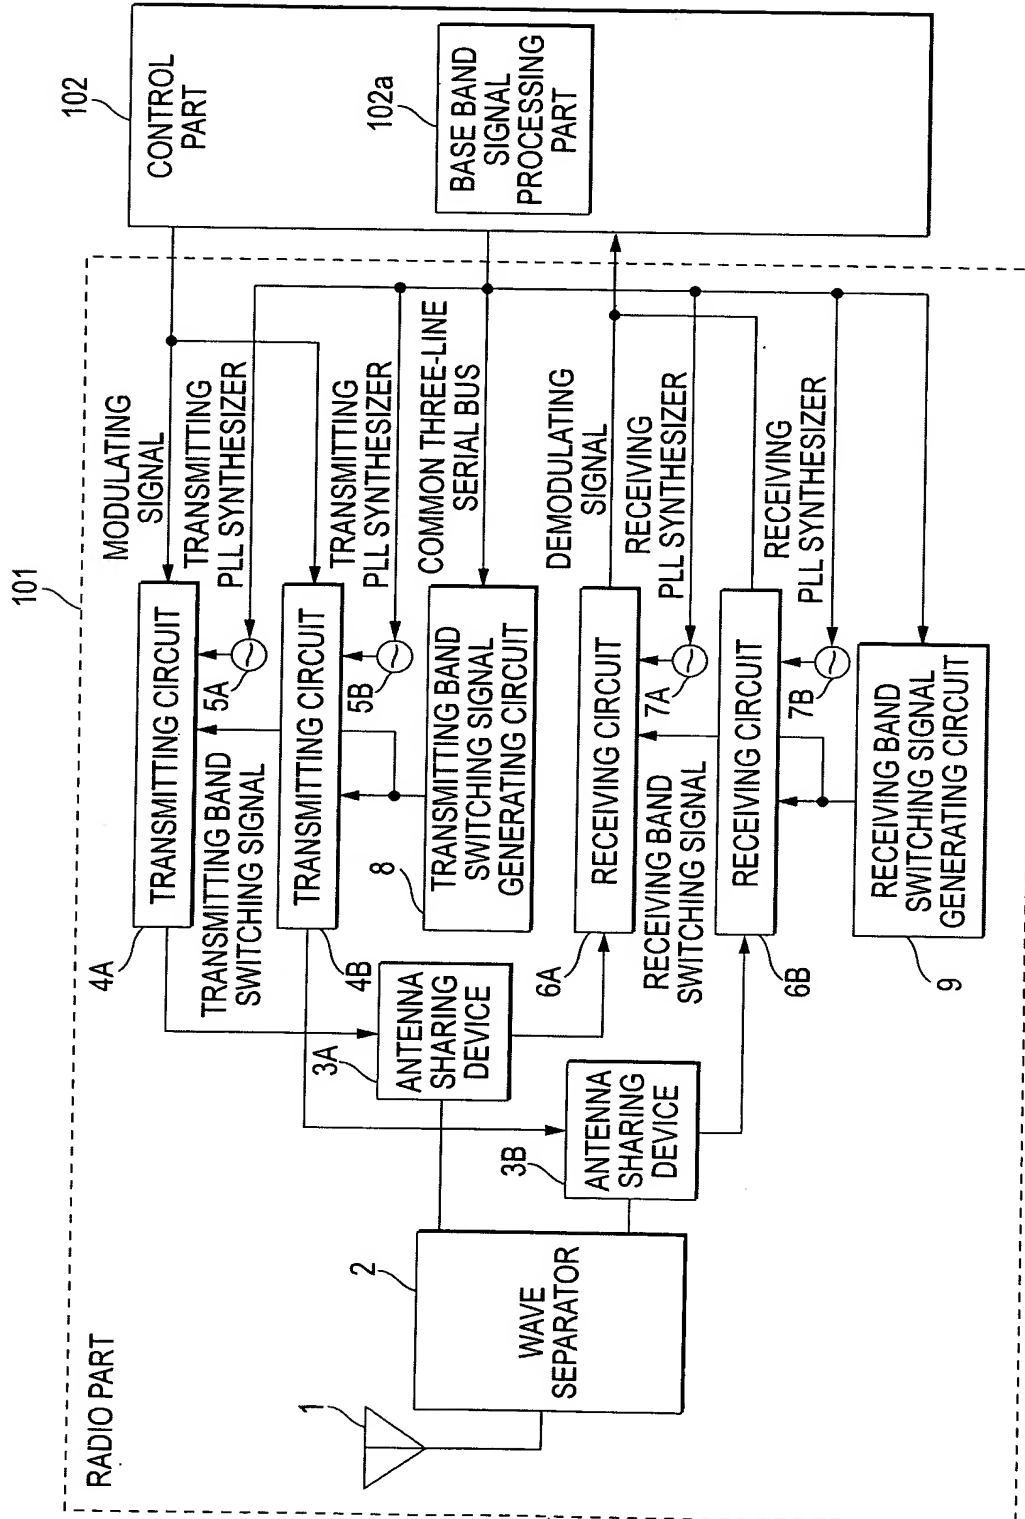 RADIO PART
101
1
2
WAVE
SEPARATOR
3A
ANTENNA
SHARING
DEVICE
3B
ANTENNA
SHARING
DEVICE
4A
TRANSMITTING CIRCUIT
MODULATING
SIGNAL
TRANSMITTING BAND
SWITCHING SIGNAL
5A
TRANSMITTING
PLL SYNTHESIZER
4B
TRANSMITTING CIRCUIT
5B
TRANSMITTING
PLL SYNTHESIZER
8
TRANSMITTING BAND
SWITCHING SIGNAL
GENERATING CIRCUIT
COMMON THREE-LINE
SERIAL BUS
6A
RECEIVING CIRCUIT
DEMODULATING
SIGNAL
RECEIVING BAND
SWITCHING SIGNAL
7A
RECEIVING
PLL SYNTHESIZER
6B
RECEIVING CIRCUIT
7B
RECEIVING
PLL SYNTHESIZER
9
RECEIVING BAND
SWITCHING SIGNAL
GENERATING CIRCUIT
102
CONTROL
PART
102a
BASE BAND
SIGNAL
PROCESSING
PART